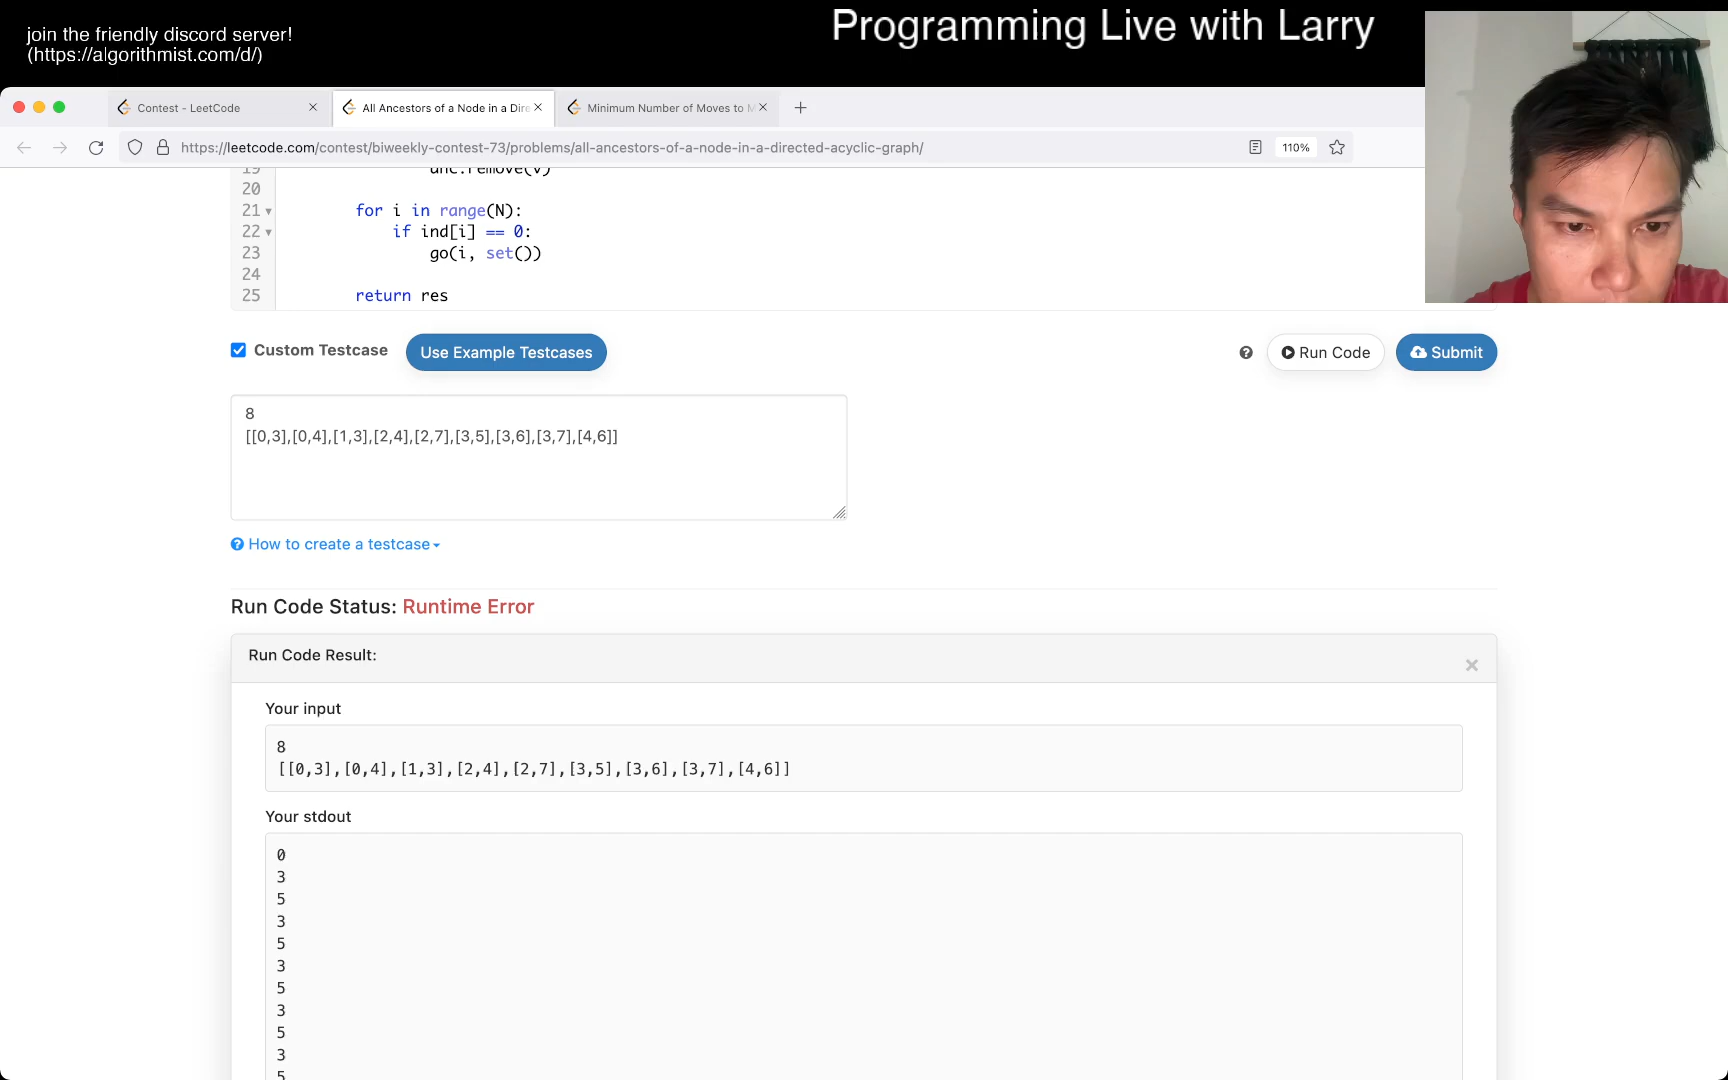 join the friendly discord server!
(https://algorithmist.com/d/)
Programming Live with Larry
Contest - LeetCode
All Ancestors of a Node in a Dire
Minimum Number of Moves to M
https://leetcode.com/contest/biweekly-contest-73/problems/all-ancestors-of-a-node-in-a-directed-acyclic-graph/
110%
19 anc.remove(v)
20
21 for i in range(N):
22 if ind[i] == 0:
23 go(i, set())
24
25 return res
Custom Testcase
Use Example Testcases
Run Code
Submit
8
[[0,3],[0,4],[1,3],[2,4],[2,7],[3,5],[3,6],[3,7],[4,6]]
How to create a testcase
Run Code Status: Runtime Error
Run Code Result:
Your input
8
[[0,3],[0,4],[1,3],[2,4],[2,7],[3,5],[3,6],[3,7],[4,6]]
Your stdout
0
3
5
3
5
3
5
3
5
3
5